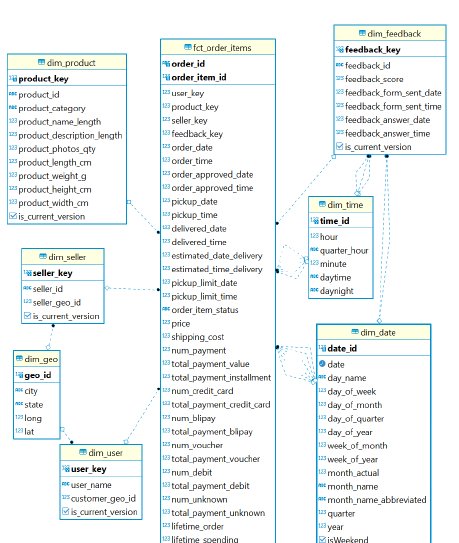 dim_product
product_key
product_id
product_category
product_name_length
product_description_length
product_photos_qty
product_length_cm
product_weight_g
product_height_cm
product_width_cm
is_current_version
dim_seller
seller_key
seller_id
seller_geo_id
is_current_version
dim_geo
geo_id
city
state
long
lat
dim_user
user_key
user_name
customer_geo_id
is_current_version
fct_order_items
order_id
order_item_id
user_key
product_key
seller_key
feedback_key
order_date
order_time
order_approved_date
order_approved_time
pickup_date
pickup_time
delivered_date
delivered_time
estimated_date_delivery
estimated_time_delivery
pickup_limit_date
pickup_limit_time
order_item_status
price
shipping_cost
num_payment
total_payment_value
total_payment_installment
num_credit_card
total_payment_credit_card
num_blipay
total_payment_blipay
num_voucher
total_payment_voucher
num_debit
total_payment_debit
num_unknown
total_payment_unknown
lifetime_order
lifetime_spending
dim_feedback
feedback_key
feedback_id
feedback_score
feedback_form_sent_date
feedback_form_sent_time
feedback_answer_date
feedback_answer_time
is_current_version
dim_time
time_id
hour
quarter_hour
minute
daytime
daynight
dim_date
date_id
date
day_name
day_of_week
day_of_month
day_of_quarter
day_of_year
week_of_month
week_of_year
month_actual
month_name
month_name_abbreviated
quarter
year
isWeekend